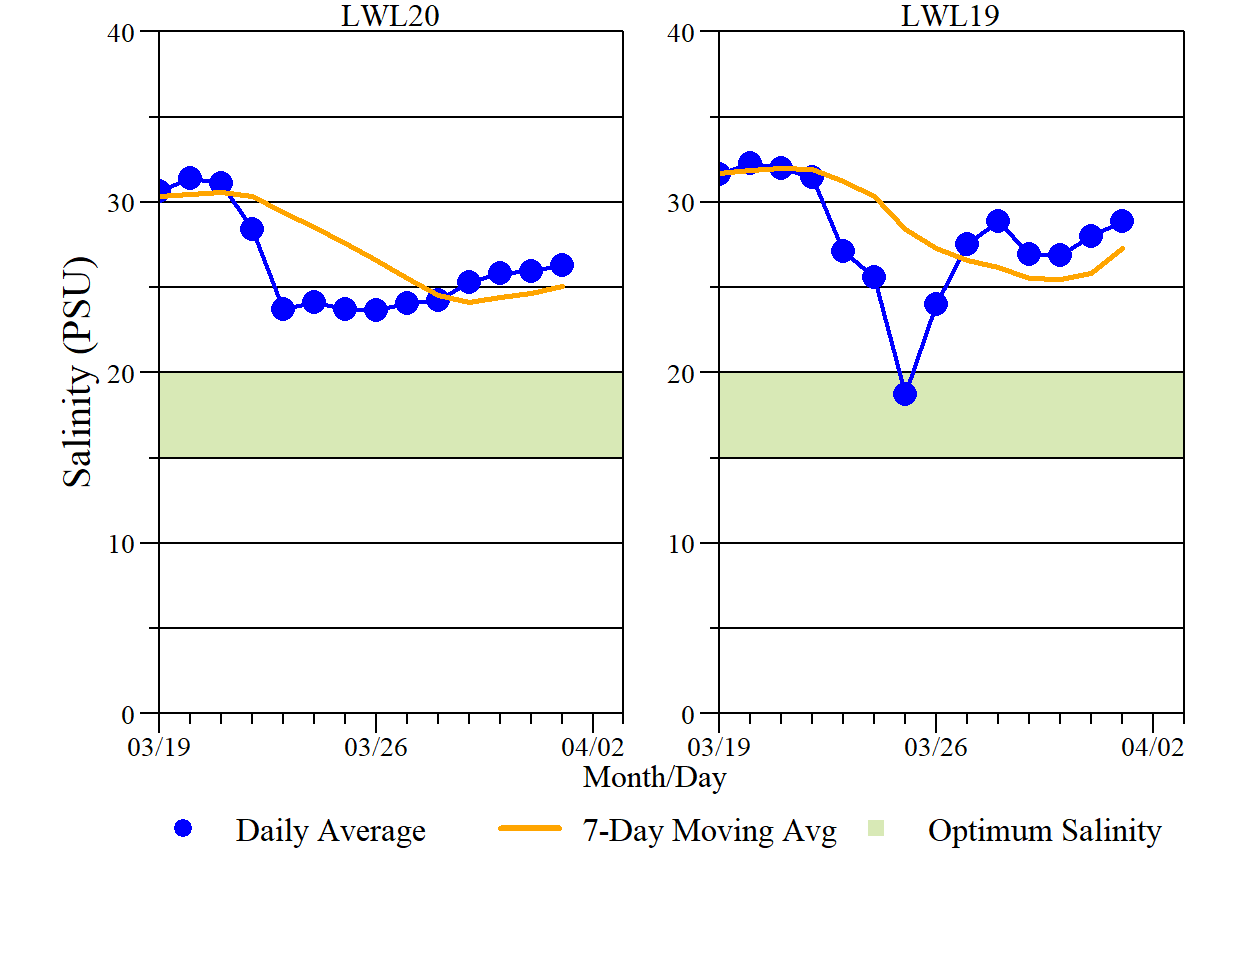 LWL20
LWL19
40
30
20
10
0
Salinity (PSU)
03/19
03/26
04/02
40
30
20
10
0
03/19
03/26
04/02
Month/Day
Daily Average
7-Day Moving Avg
Optimum Salinity